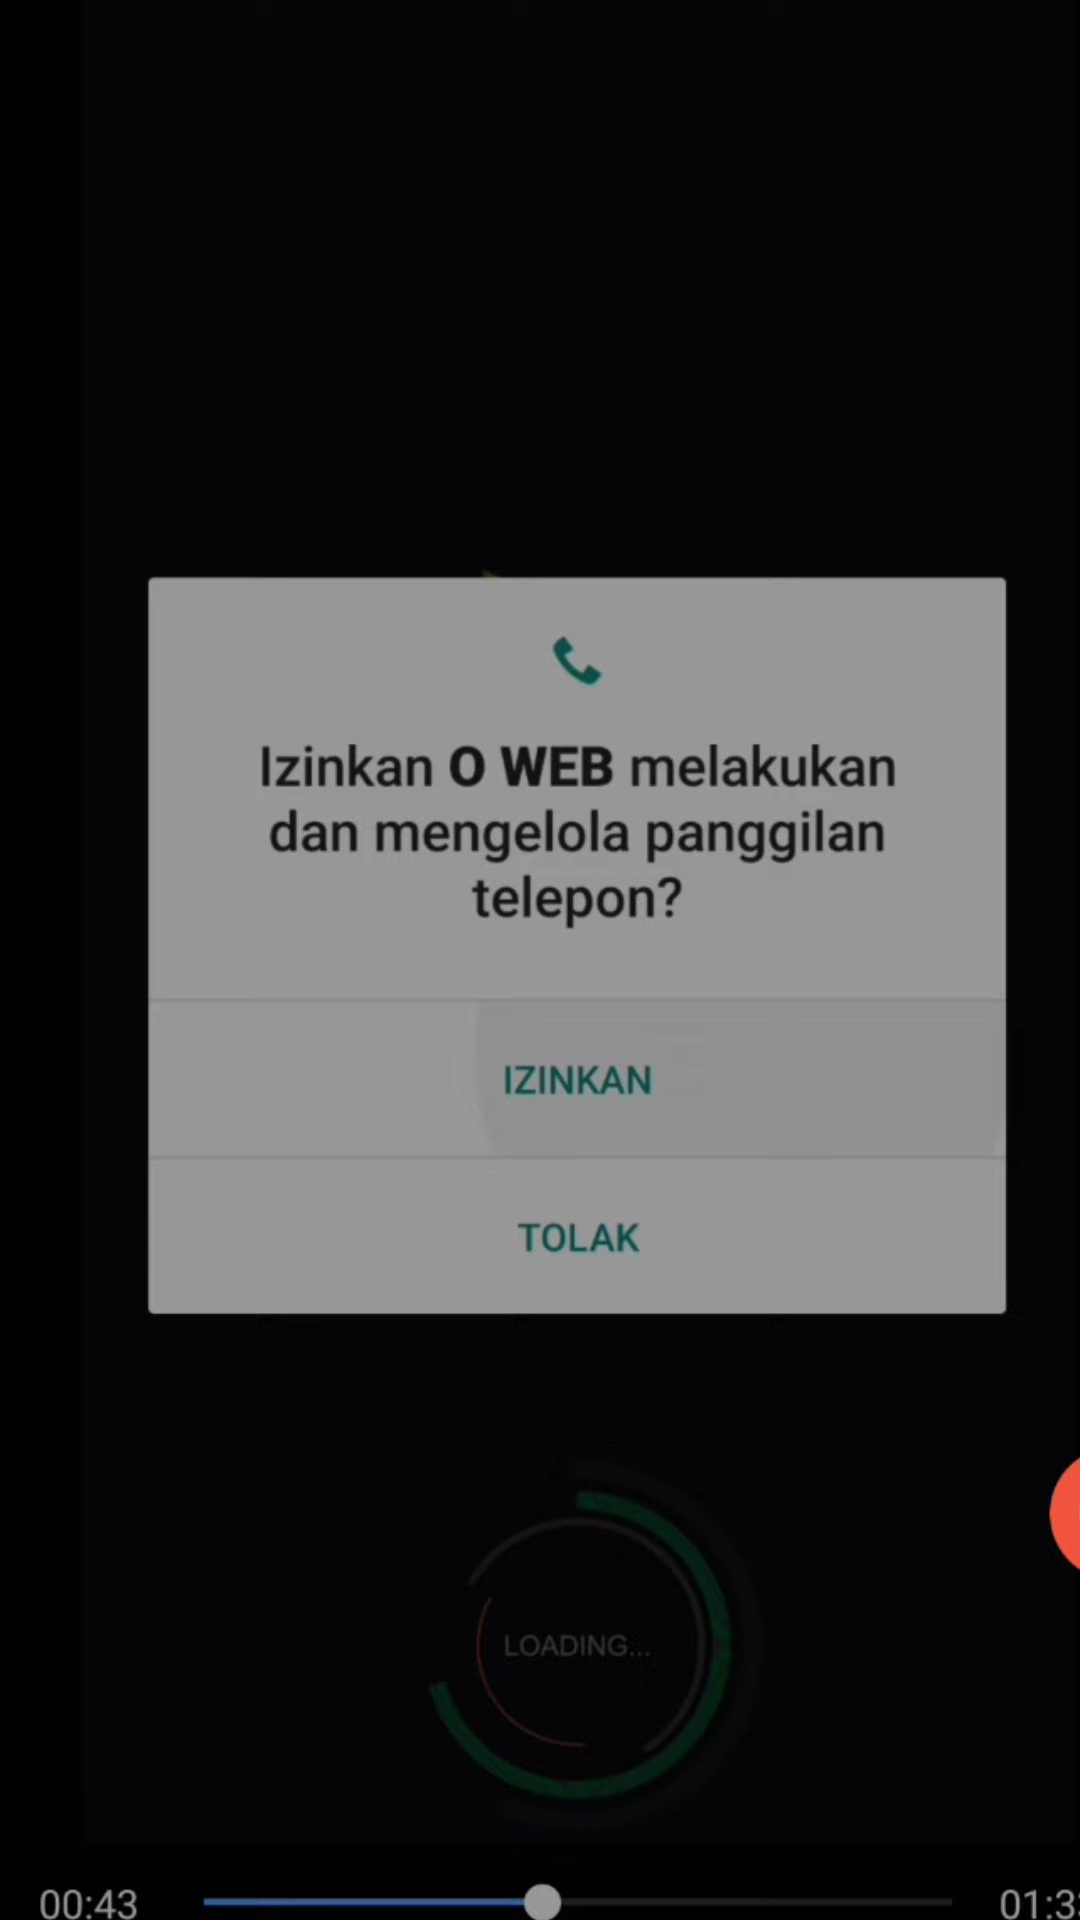 Izinkan O WEB melakukan
dan mengelola panggilan
telepon?
IZINKAN
TOLAK
LOADING...
00:43